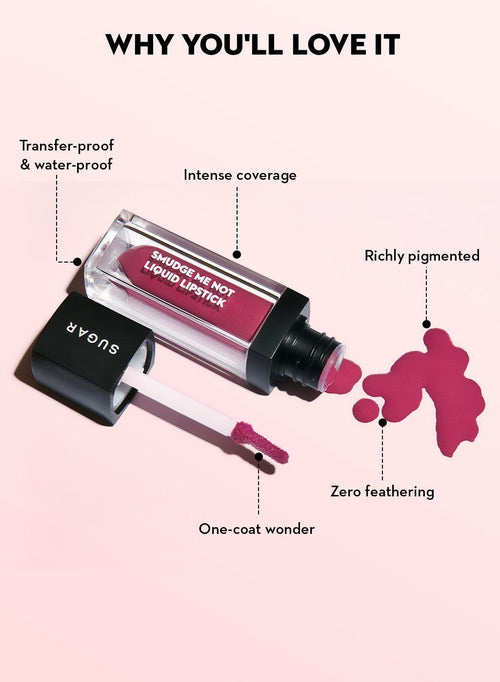 WHY YOU'LL LOVE IT
Transfer-proof
& water-proof
Intense coverage
Richly pigmented
SMUDGE ME NOT
LIQUID LIPSTICK
SUGAR
Zero feathering
One-coat wonder